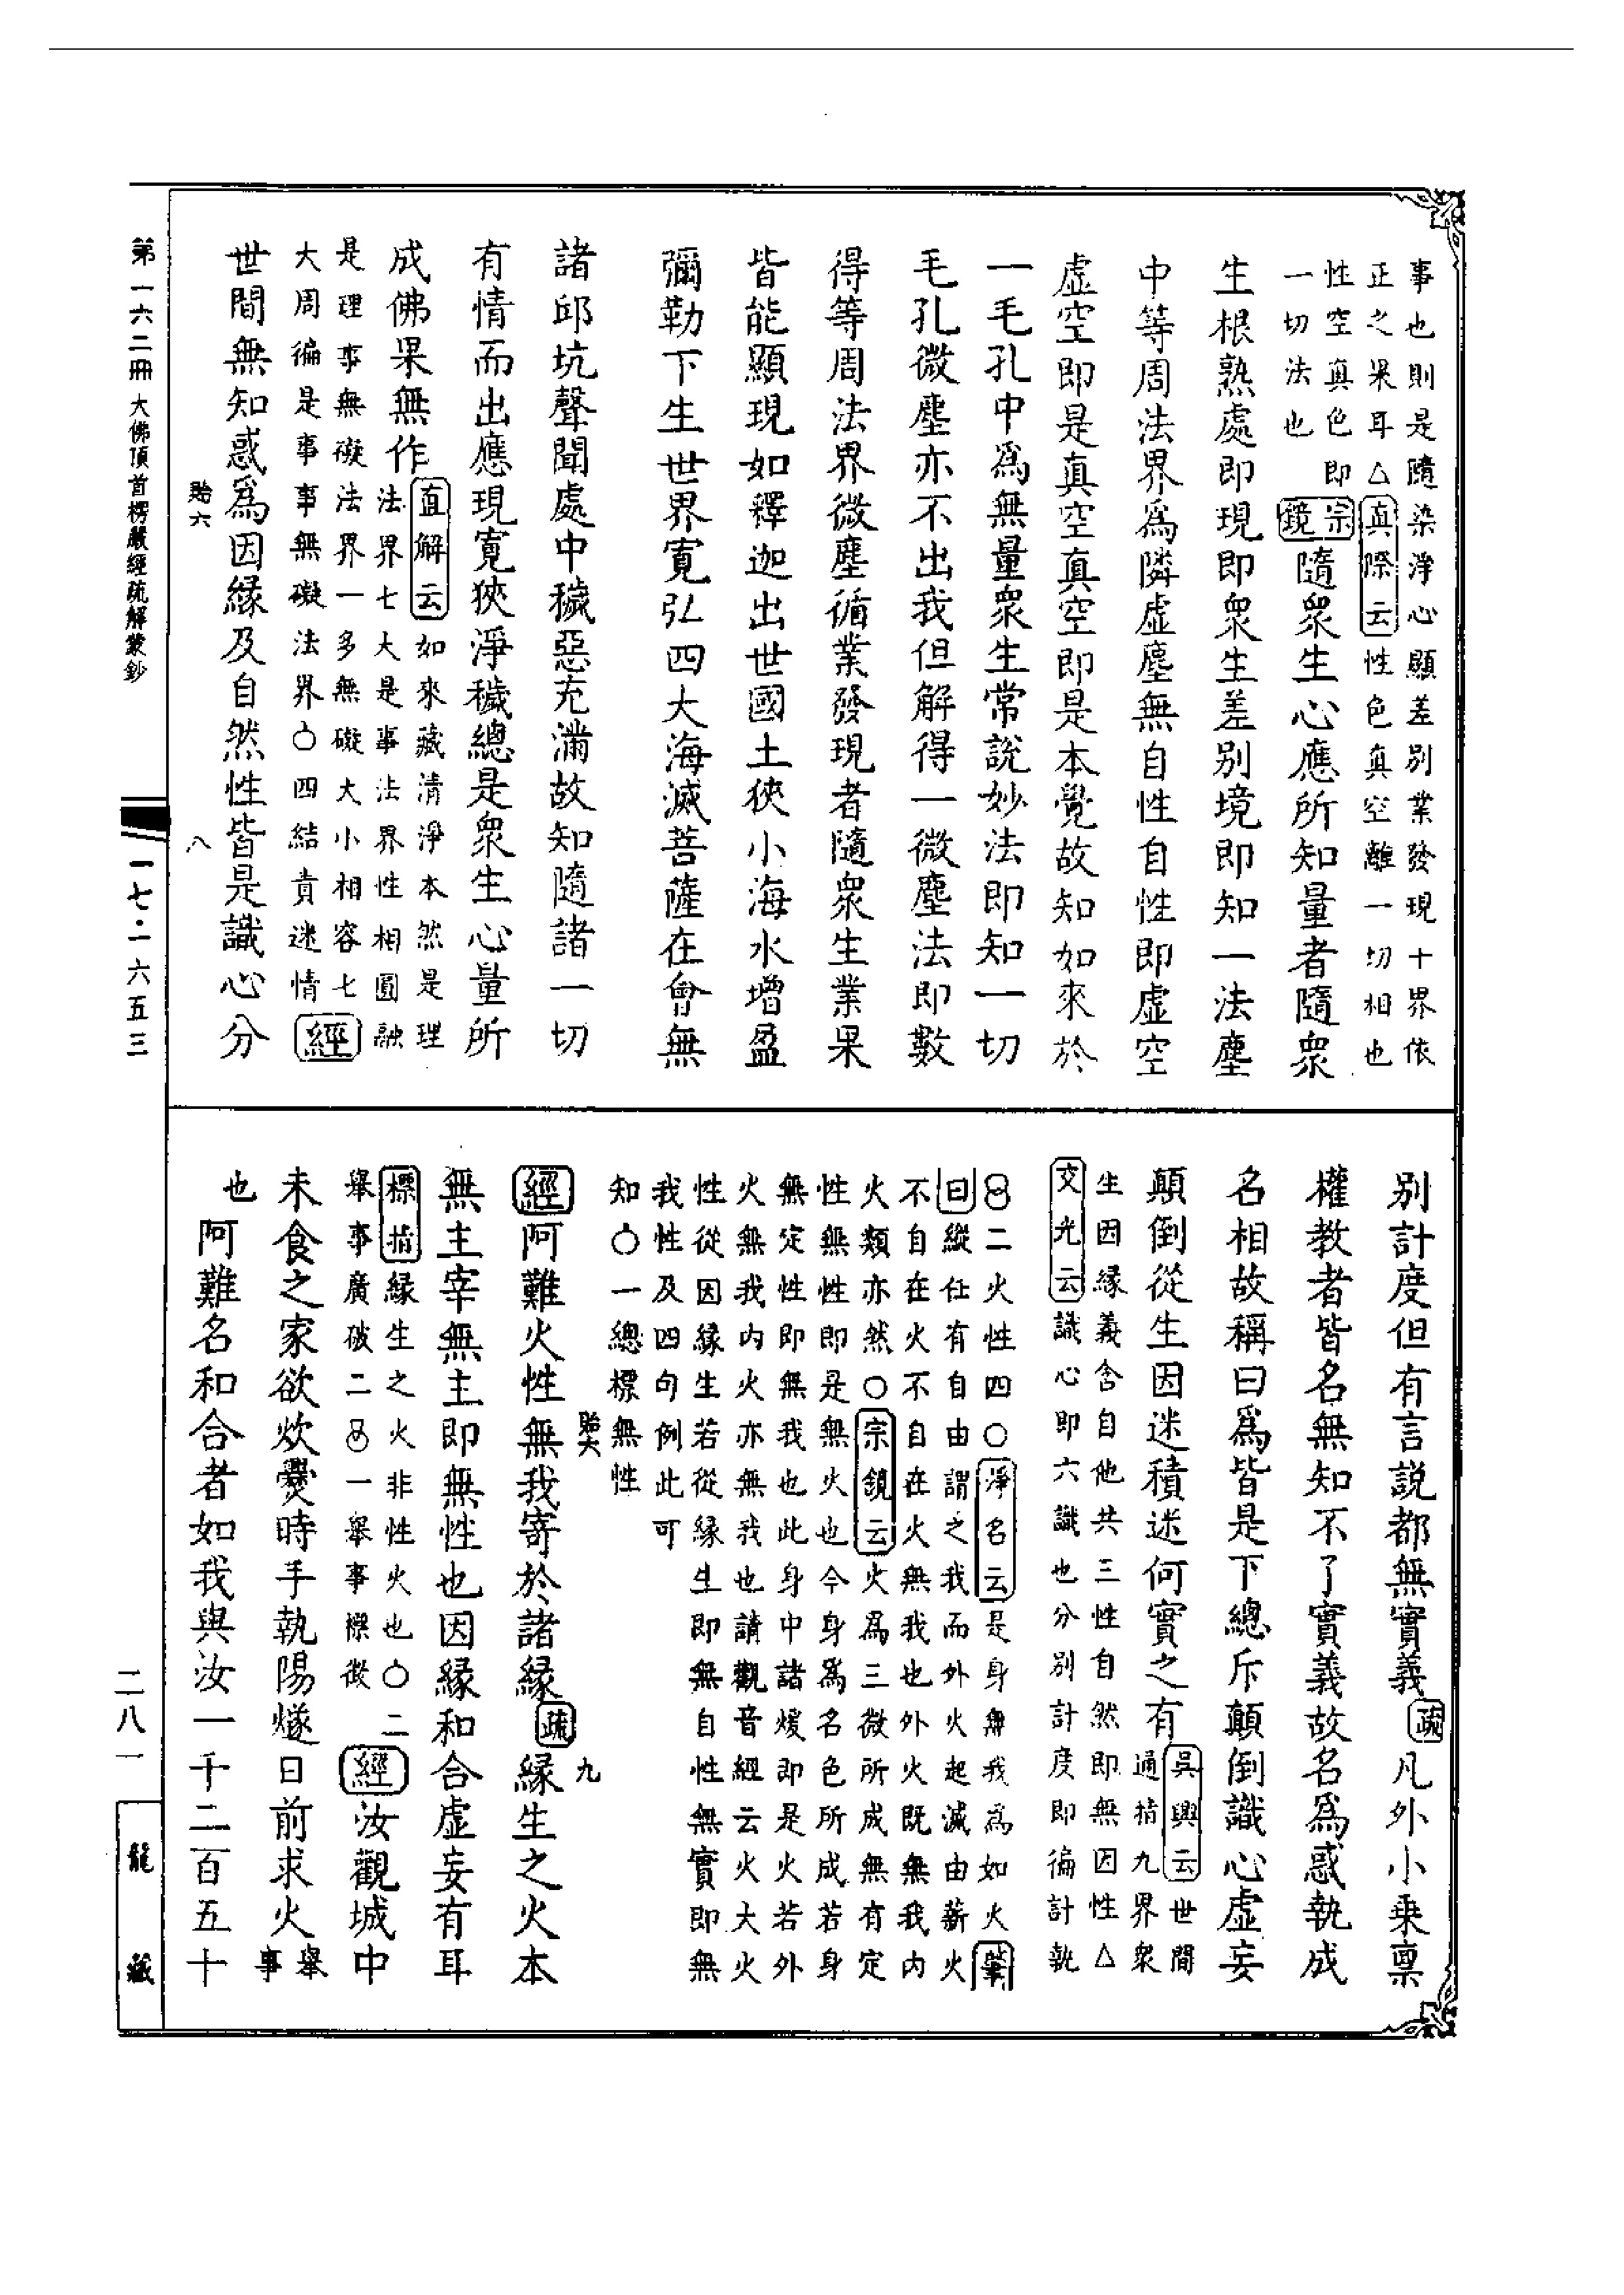 事也則是隨染淨心顯差別業發現十界依
正之果耳△真際云性色真空離一切相也
性空真色即
一切法也
宗鏡隨衆生心應所知量者隨衆
生根熟處即現即衆生差別境即知一法塵
中等周法界爲隣虛塵無自性自性即虛空
虛空即是真空真空即是本覺故知如來於
一毛孔中爲無量衆生常說妙法即知一切
毛孔微塵亦不出我但解得一微塵法即數
得等周法界微塵循業發現者隨衆生業果
皆能顯現如釋迦出世國土狹小海水增盈
彌勒下生世界寬弘四大海減菩薩在會無
諸邱坑聲聞處中穢惡充滿故知隨諸一切
有情而出應現寬狹淨穢總是衆生心量所
成佛果無作
直解云如來藏清淨本然是理
法界七大是事法界性相圓融
是理事無礙法界一多無礙大小相容七
大周徧是事事無礙法界○四結責迷情
經
世間無知惑爲因緣及自然性皆是識心分
貽六
八
別計度但有言說都無實義疏凡外小乘稟
權教者皆名無知不了實義故名爲惑執成
名相故稱曰爲皆是下總斥顛倒識心虛妄
顛倒從生因迷積迷何實之有
吳興云世間
通指九界衆
生因緣義含自他共三性自然即無因性△
交光云識心即六識也分別計度即徧計執
二火性四○淨名云是身無我爲如火肇
曰縱任有自由謂之我而外火起滅由薪火
不自在火不自在火無我也外火既無我內
火類亦然○宗鏡云火爲三微所成無有定
性無性即是無火也今身爲名色所成若身
無定性即無我也此身中諸煖即是火若外
火無我內火亦無我也請觀音經云火大火
性從因緣生若從緣生即無自性無實即無
我性及四句例此可
知○一總標無性
經阿難火性無我寄於諸緣疏緣生之火本
貽六
九
無主宰無主即無性也因緣和合虛妄有耳
標指緣生之火非性火也○二
舉事廣破二一舉事㯹徵
經汝觀城中
未食之家欲炊爨時手執陽燧日前求火
舉
事
也
阿難名和合者如我與汝一千二百五十
第一六二冊
大佛頂首楞嚴經疏解蒙鈔
一七·一六五三
二八一
龍藏